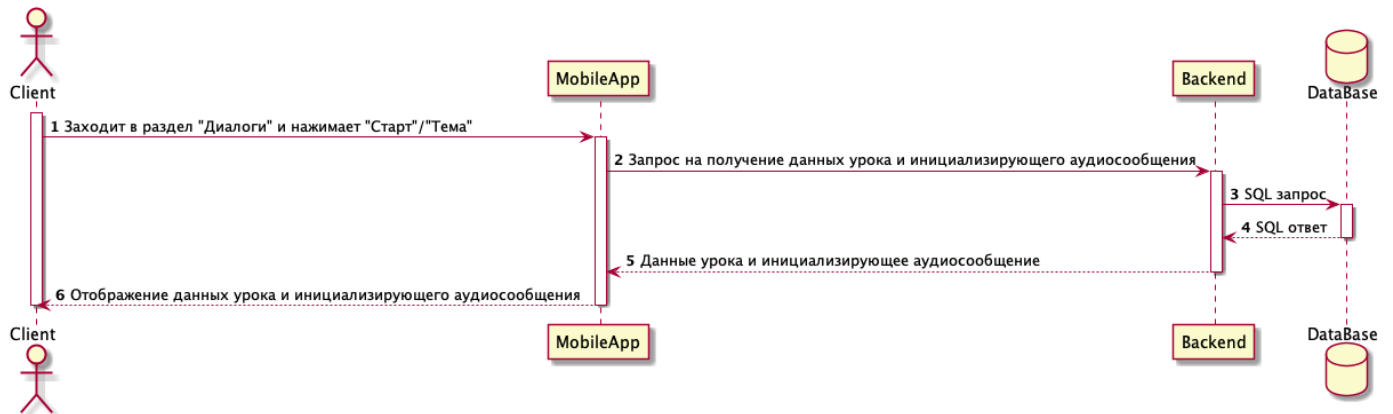 Client
MobileApp
Backend
DataBase
1 Заходит в раздел "Диалоги" и нажимает "Старт"/"Тема"
2 Запрос на получение данных урока и инициализирующего аудиосообщения
3 SQL запрос
4 SQL ответ
5 Данные урока и инициализирующее аудиосообщение
6 Отображение данных урока и инициализирующего аудиосообщения
Client
MobileApp
Backend
DataBase